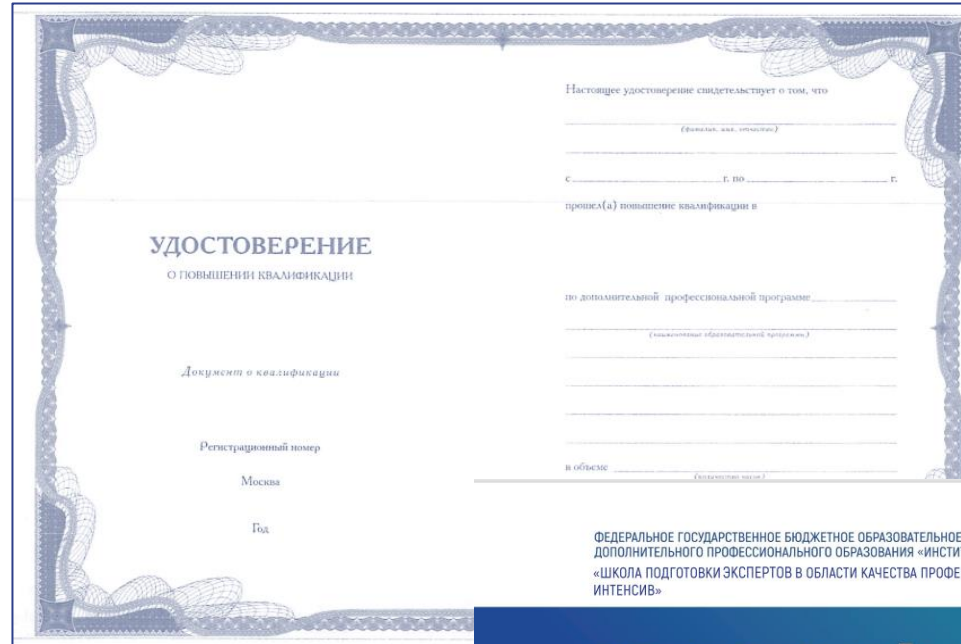 УДОСТОВЕРЕНИЕ
О ПОВЫШЕНИИ КВАЛИФИКАЦИИ
Документ о квалификации
Регистрационный номер
Москва
Год
Настоящее удостоверение свидетельствует о том, что
(фамилия, имя, отчество)
с г. по г.
прошел(а) повышение квалификации в
по дополнительной профессиональной программе
(наименование образовательной программы)
в объеме
(количество часов)
ФЕДЕРАЛЬНОЕ ГОСУДАРСТВЕННОЕ БЮДЖЕТНОЕ ОБРАЗОВАТЕЛЬНОЕ
ДОПОЛНИТЕЛЬНОГО ПРОФЕССИОНАЛЬНОГО ОБРАЗОВАНИЯ «ИНСТИ
«ШКОЛА ПОДГОТОВКИ ЭКСПЕРТОВ В ОБЛАСТИ КАЧЕСТВА ПРОФЕ
ИНТЕНСИВ»